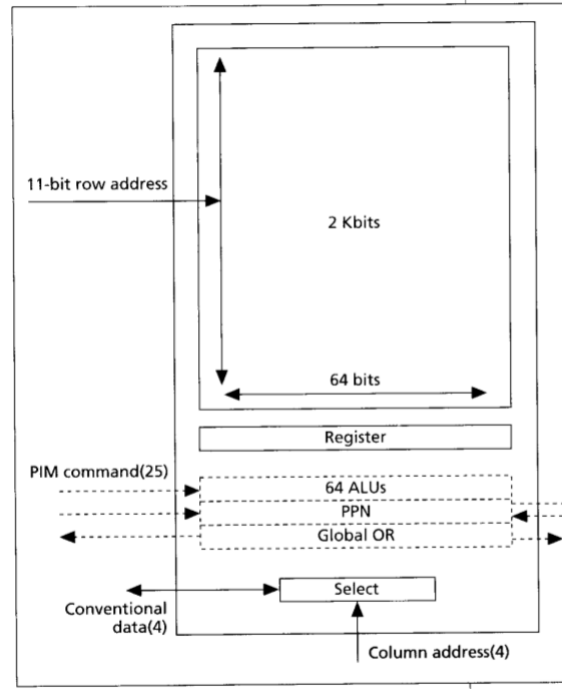 11-bit row address
2 Kbits
64 bits
Register
PIM command(25)
64 ALUs
PPN
Global OR
Select
Conventional
data(4)
Column address(4)